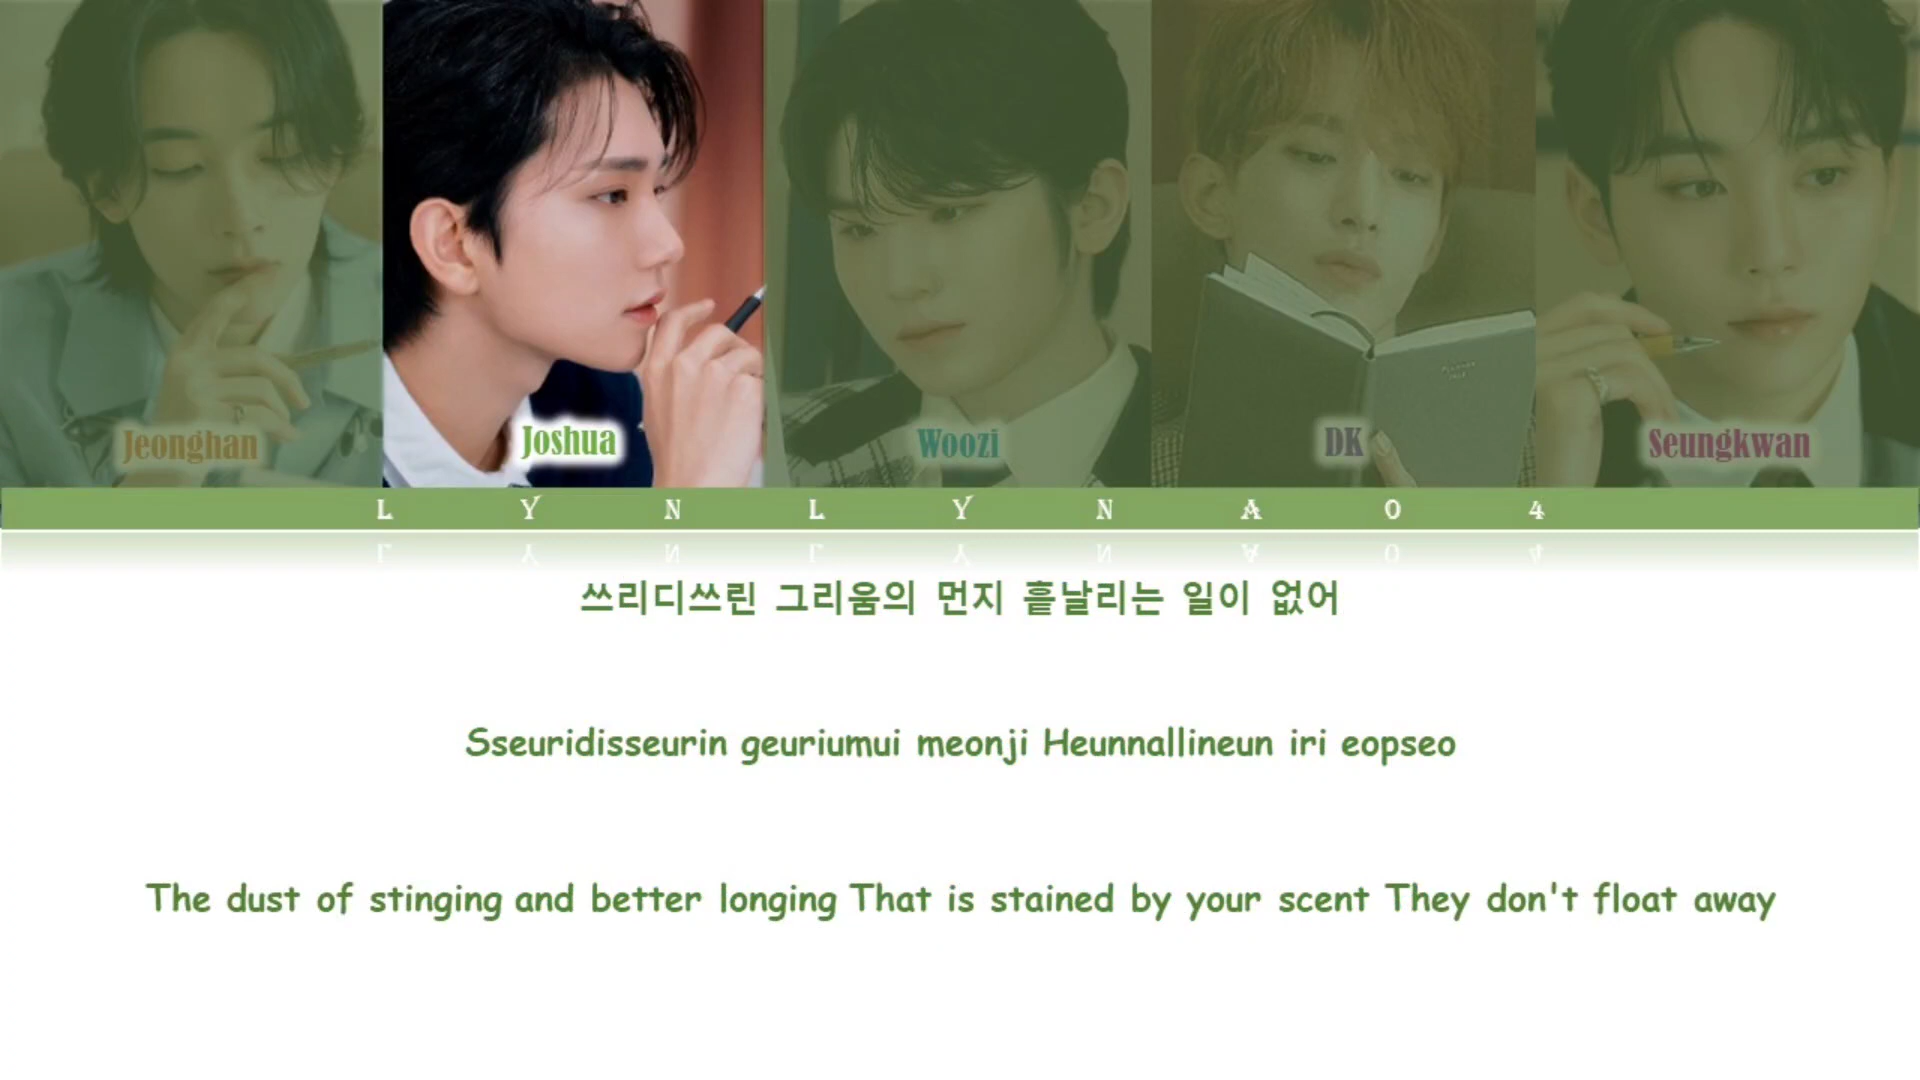 Jeonghan
Joshua
Woozi
DK
Seungkwan
L Y N L Y N A 0 4
쓰리디쓰린 그리움의 먼지 흩날리는 일이 없어
Sseuridisseurin geuriumui meonji Heunnallineun iri eopseo
The dust of stinging and better longing That is stained by your scent They don't float away